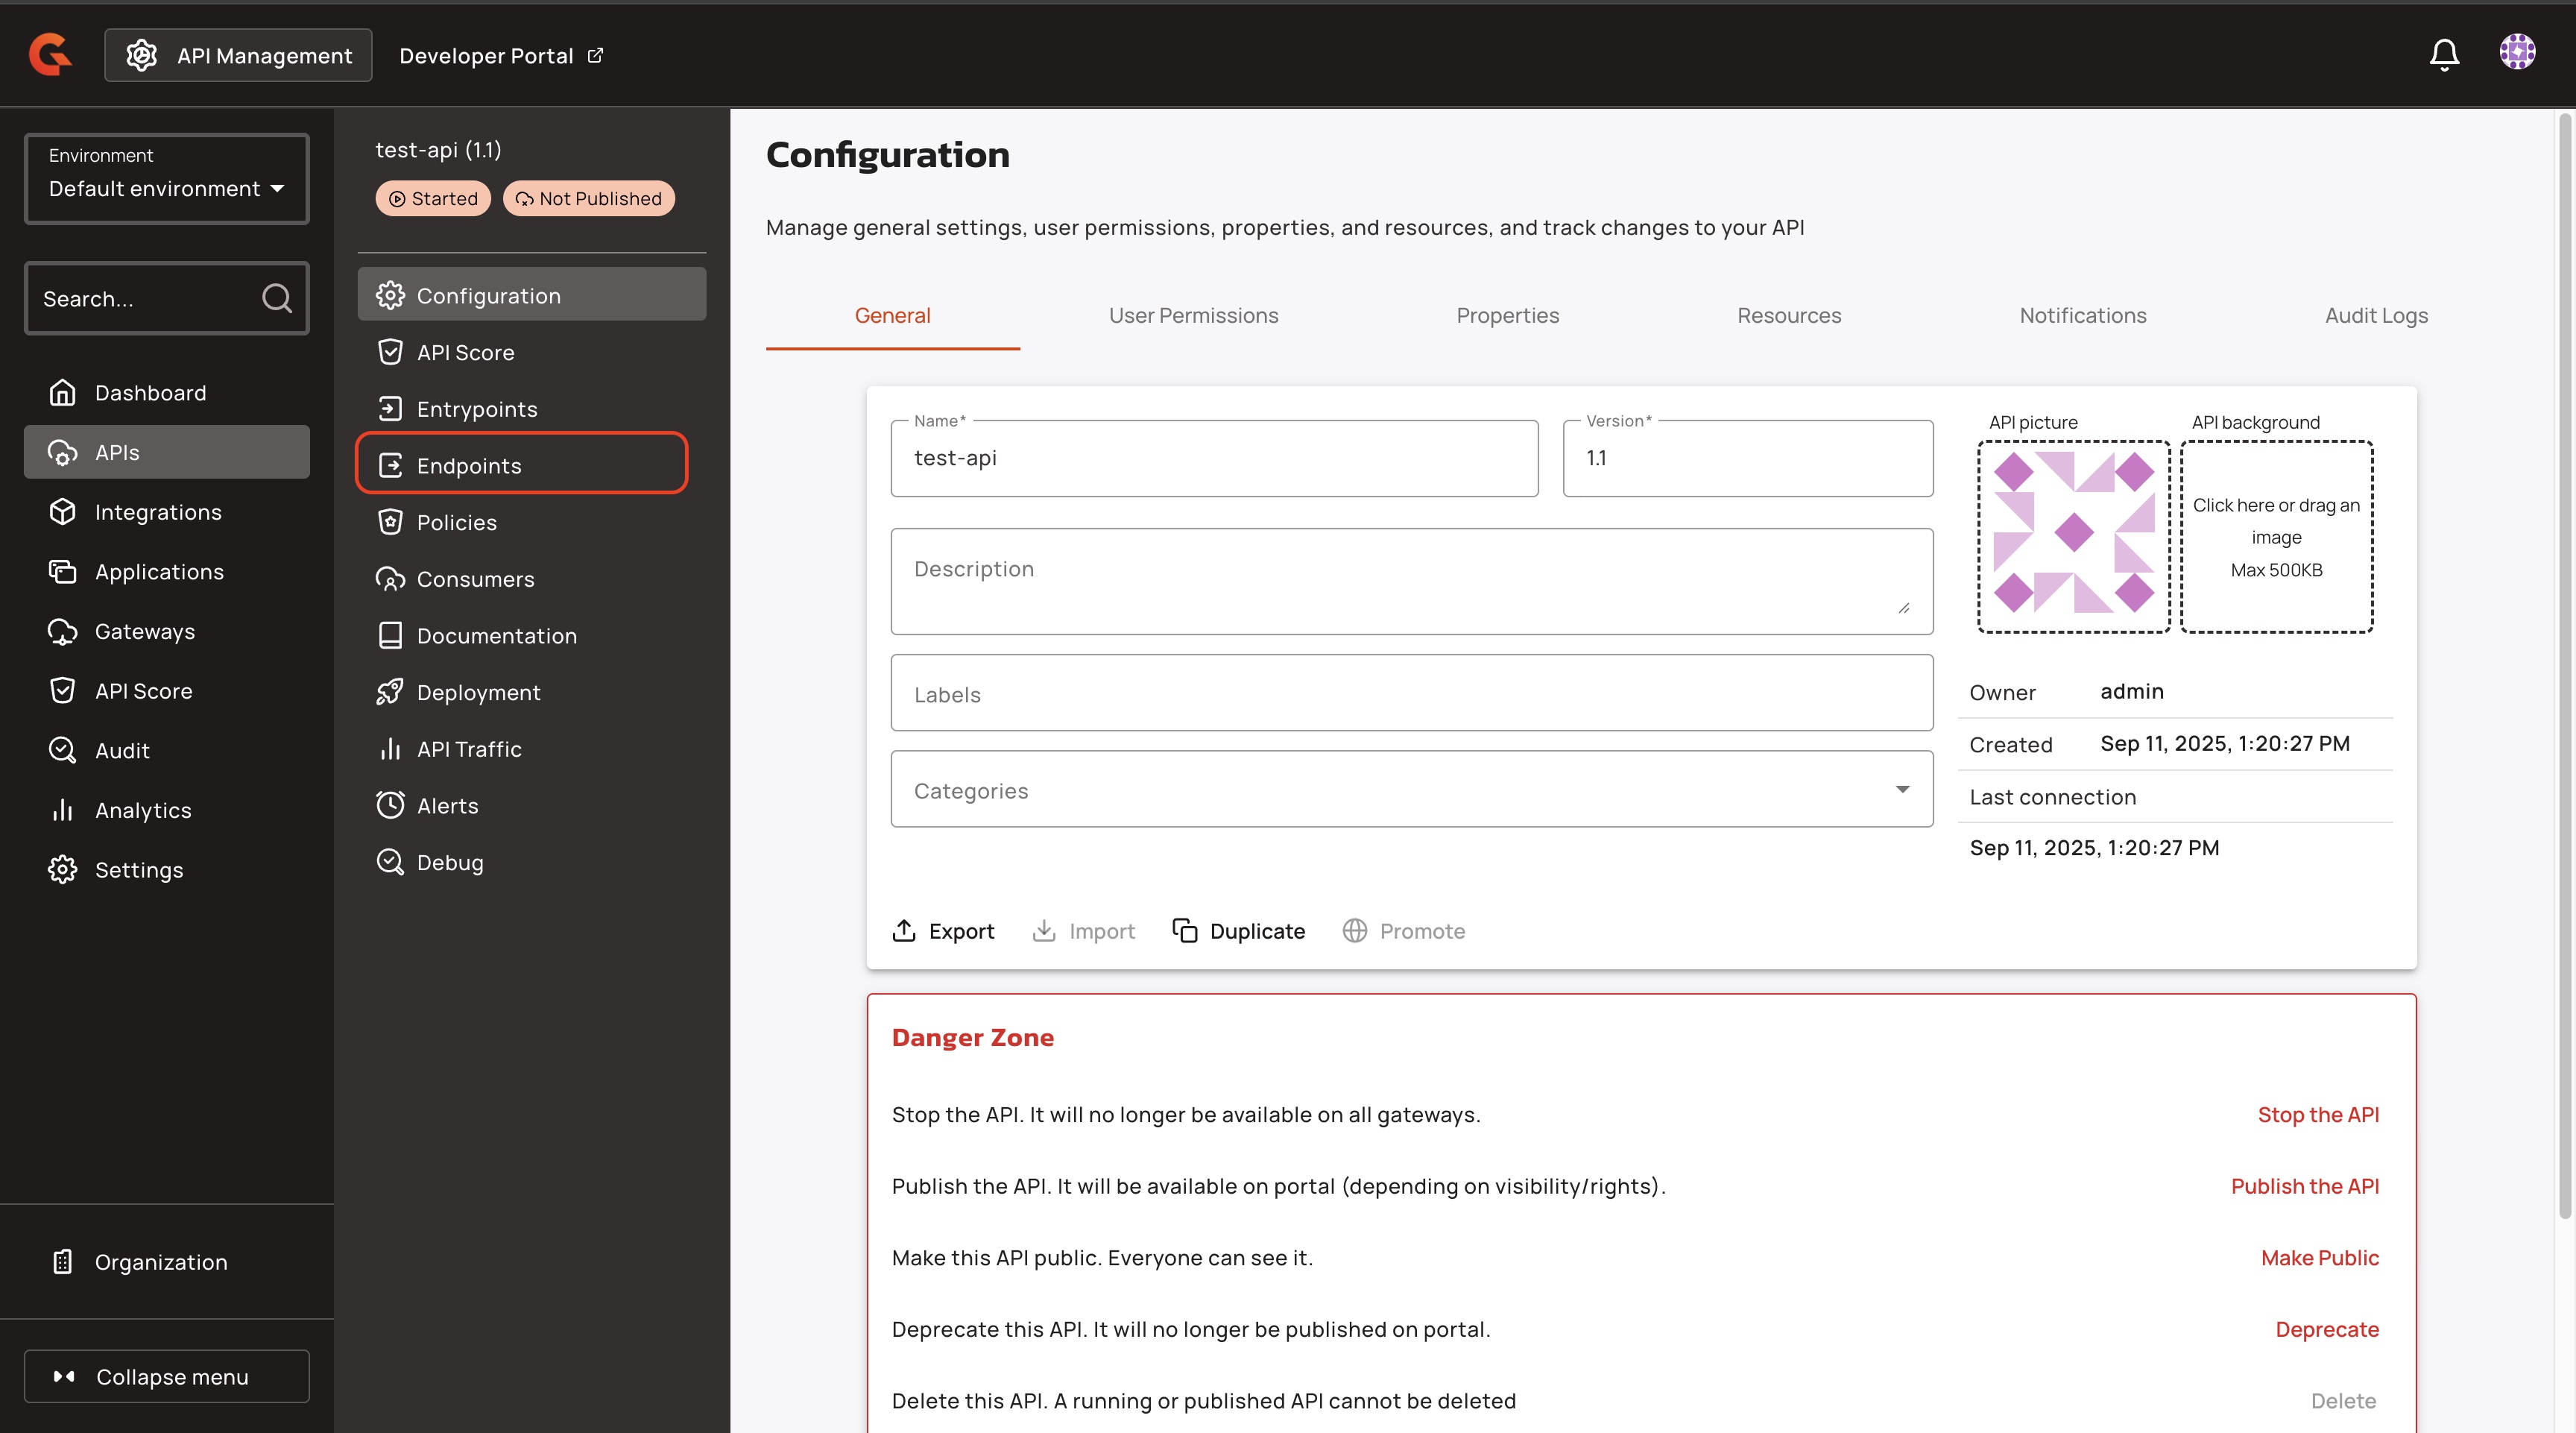 API Management
Developer Portal
Environment
Default environment
Search...
Dashboard
APIs
Integrations
Applications
Gateways
API Score
Audit
Analytics
Settings
Organization
Collapse menu
test-api (1.1)
Started
Not Published
Configuration
API Score
Entrypoints
Endpoints
Policies
Consumers
Documentation
Deployment
API Traffic
Alerts
Debug
Configuration
Manage general settings, user permissions, properties, and resources, and track changes to your API
General
User Permissions
Properties
Resources
Notifications
Audit Logs
Name*
test-api
Version*
1.1
Description
Labels
Categories
API picture
API background
Click here or drag an
image
Max 500KB
Owner admin
Created Sep 11, 2025, 1:20:27 PM
Last connection
Sep 11, 2025, 1:20:27 PM
Export
Import
Duplicate
Promote
Danger Zone
Stop the API. It will no longer be available on all gateways.
Stop the API
Publish the API. It will be available on portal (depending on visibility/rights).
Publish the API
Make this API public. Everyone can see it.
Make Public
Deprecate this API. It will no longer be published on portal.
Deprecate
Delete this API. A running or published API cannot be deleted
Delete